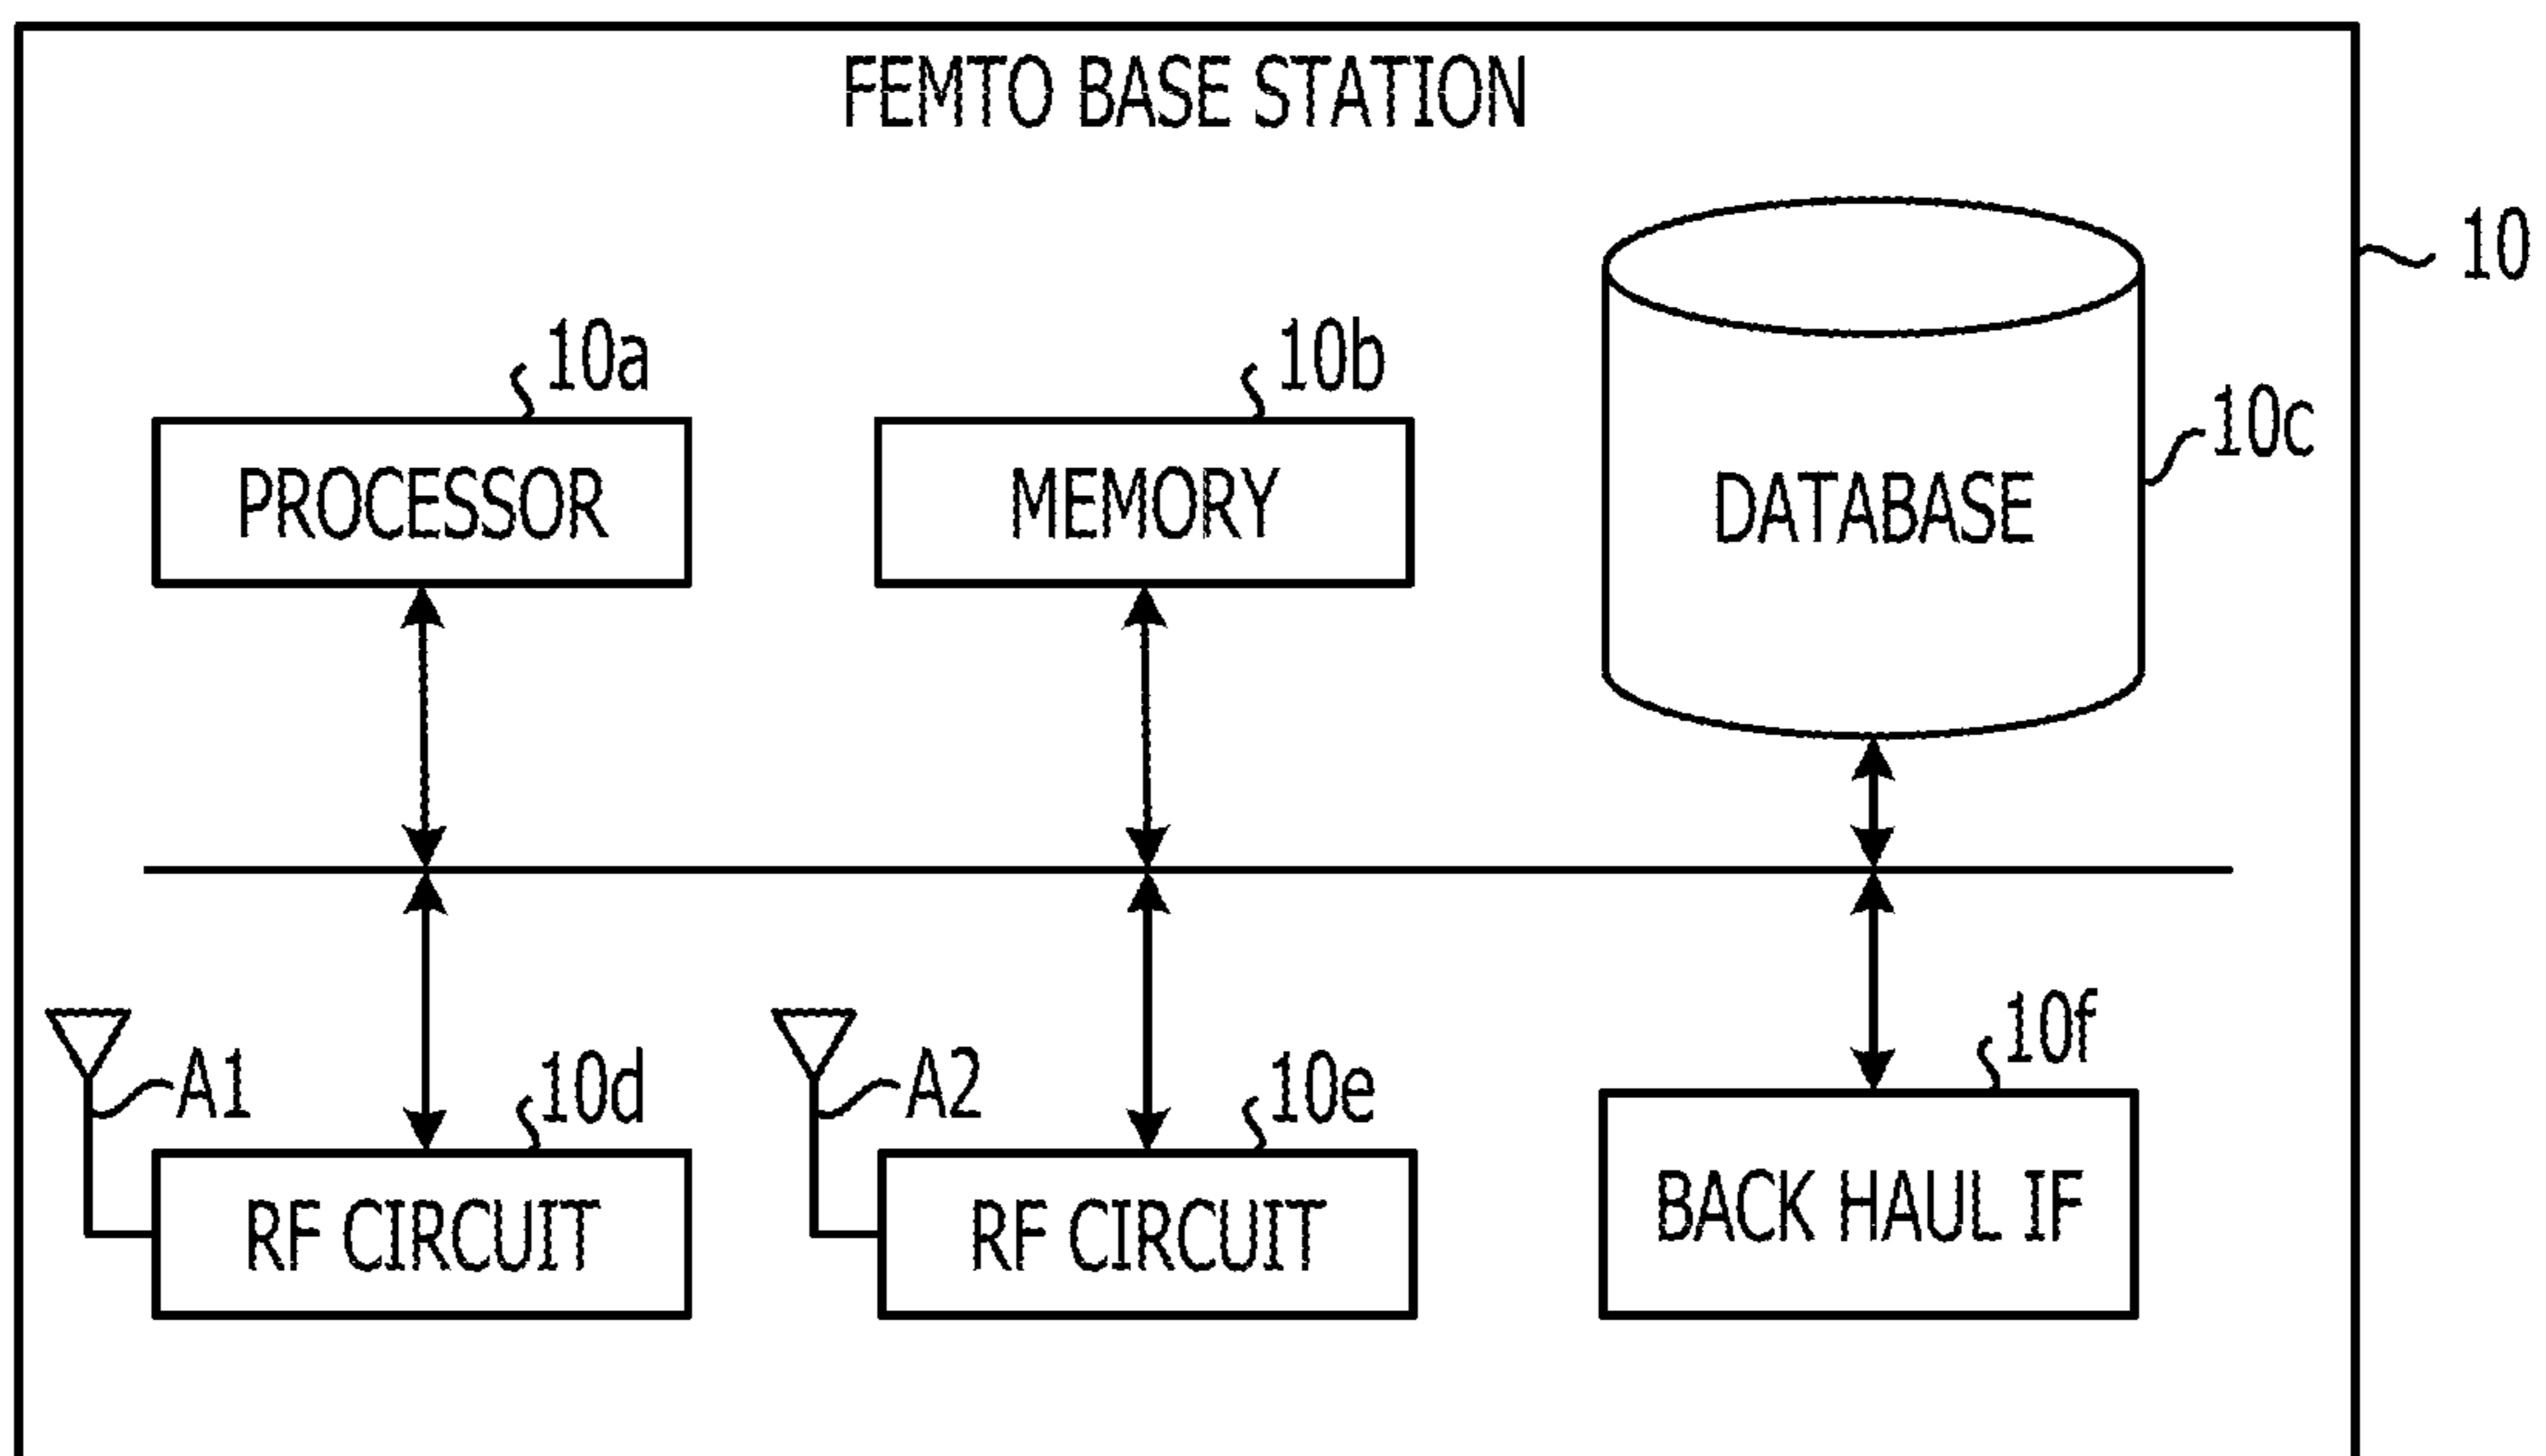 FEMTO BASE STATION
10
10a
10b
10c
PROCESSOR
MEMORY
DATABASE
A1
10d
A2
10e
10f
RF CIRCUIT
RF CIRCUIT
BACK HAUL IF